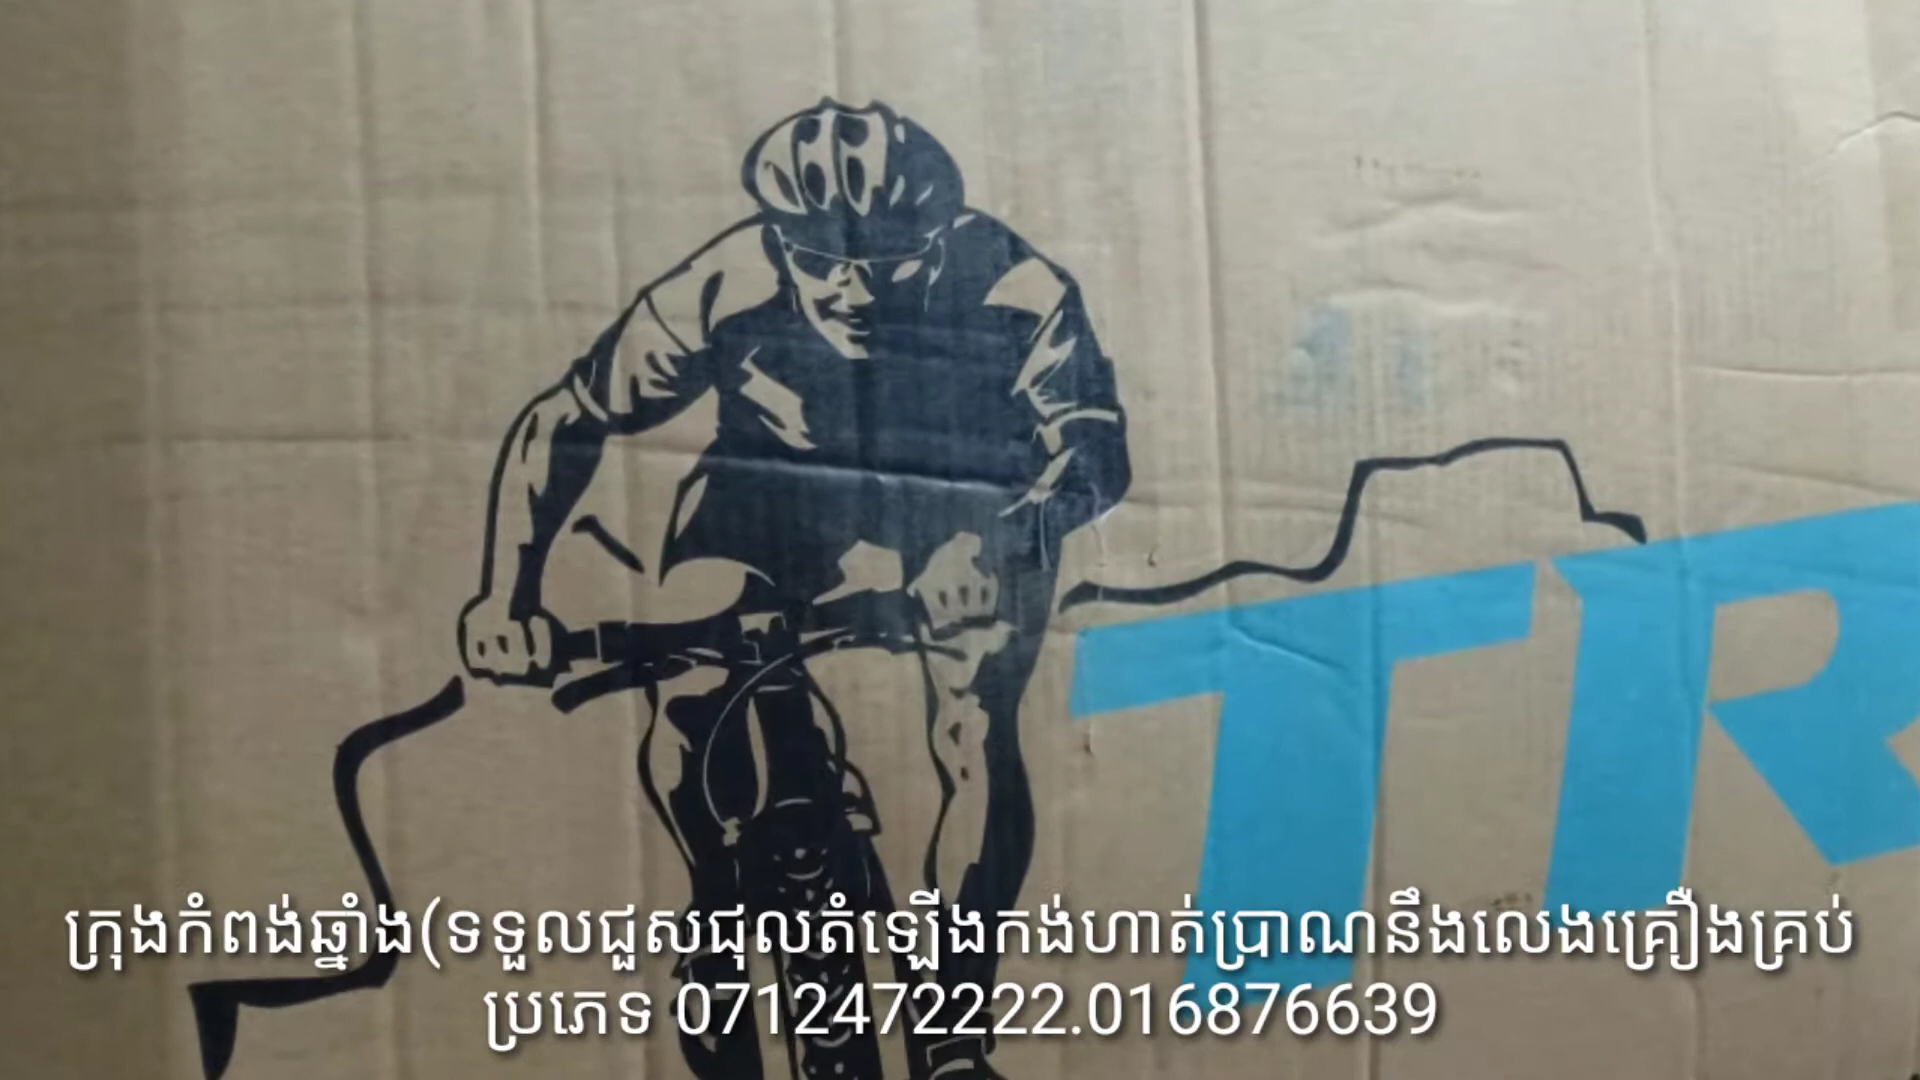 TR
ក្រុងកំពង់ឆ្នាំង(ទទួលជួសជុលតំឡើងកង់ហាត់ប្រាណនឹងលេងគ្រឿងគ្រប់
ប្រភេទ 0712472222.016876639